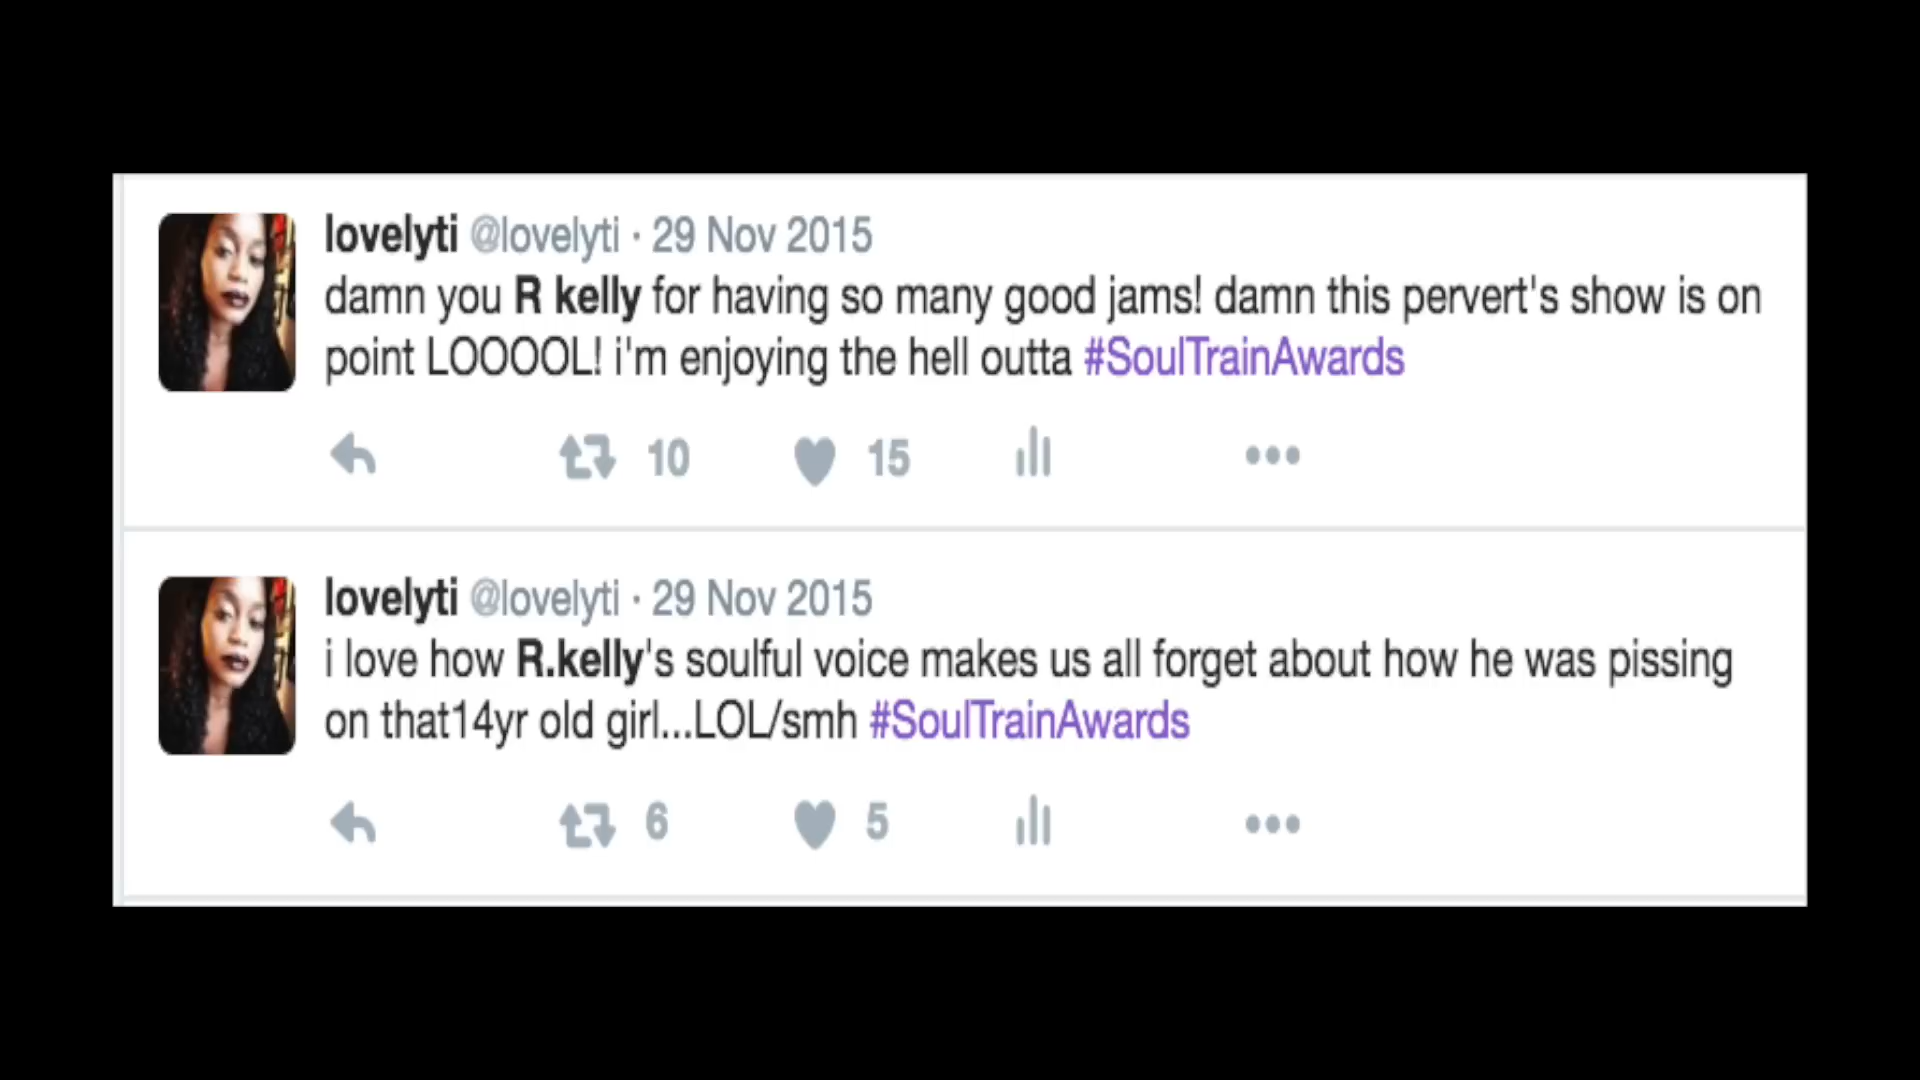 lovelyti @lovelyti · 29 Nov 2015
damn you R kelly for having so many good jams! damn this pervert's show is on
point LOOOOL! i'm enjoying the hell outta #SoulTrainAwards
10 15
lovelyti @lovelyti · 29 Nov 2015
i love how R.kelly's soulful voice makes us all forget about how he was pissing
on that14yr old girl...LOL/smh #SoulTrainAwards
6 5